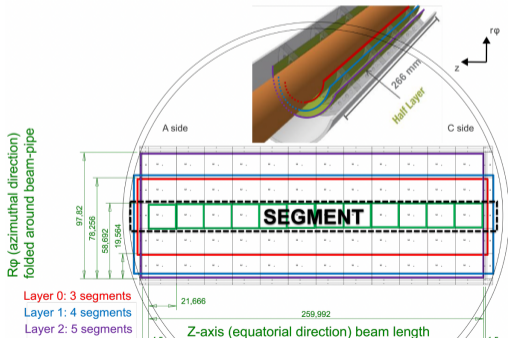 rφ
z
266 mm
Half Layer
A side
C side
Rφ (azimuthal direction)
folded around beam-pipe
97,82
78,256
58,692
19,564
SEGMENT
Layer 0: 3 segments
Layer 1: 4 segments
Layer 2: 5 segments
21,666
259,992
Z-axis (equatorial direction) beam length